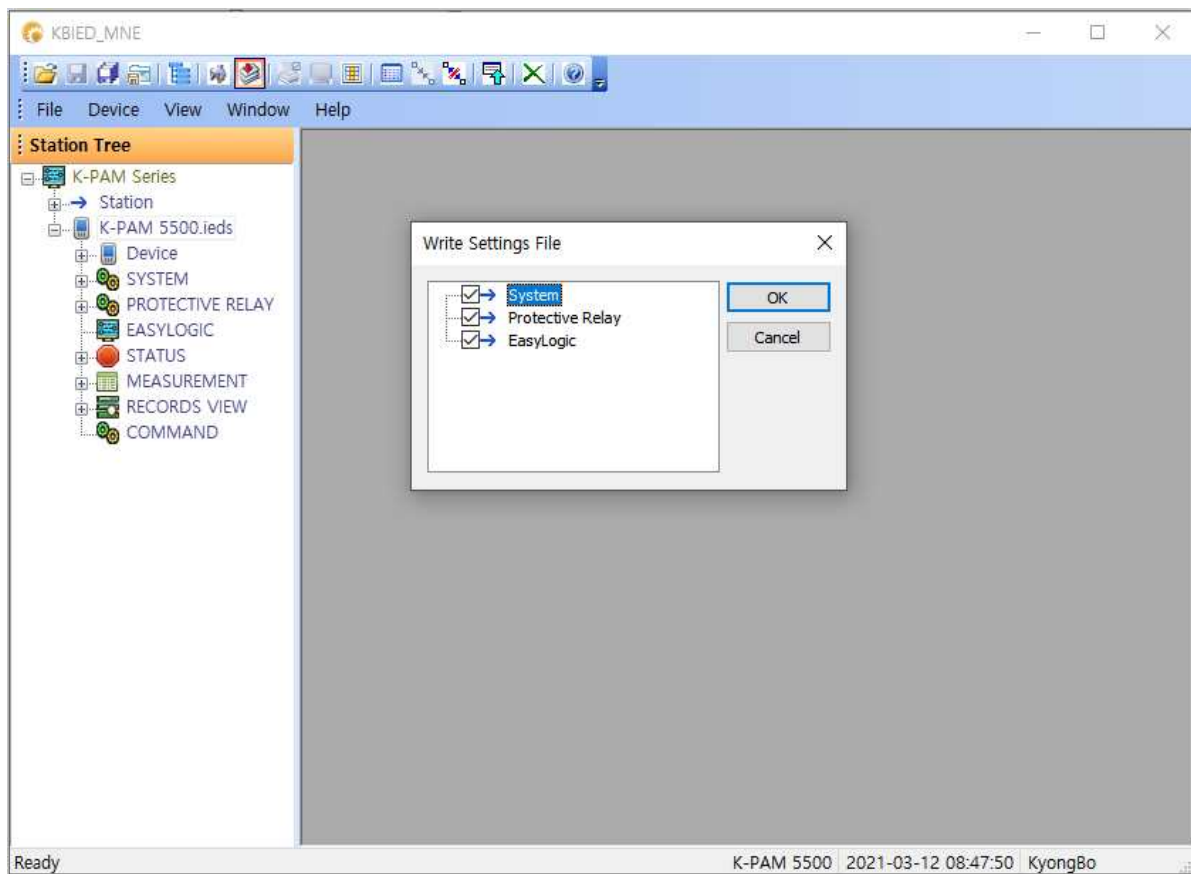 KBIED_MNE
File Device View Window Help
Station Tree
K-PAM Series
Station
K-PAM 5500.ieds
Device
SYSTEM
PROTECTIVE RELAY
EASYLOGIC
STATUS
MEASUREMENT
RECORDS VIEW
COMMAND
Write Settings File
System
Protective Relay
EasyLogic
OK
Cancel
Ready K-PAM 5500 2021-03-12 08:47:50 KyongBo